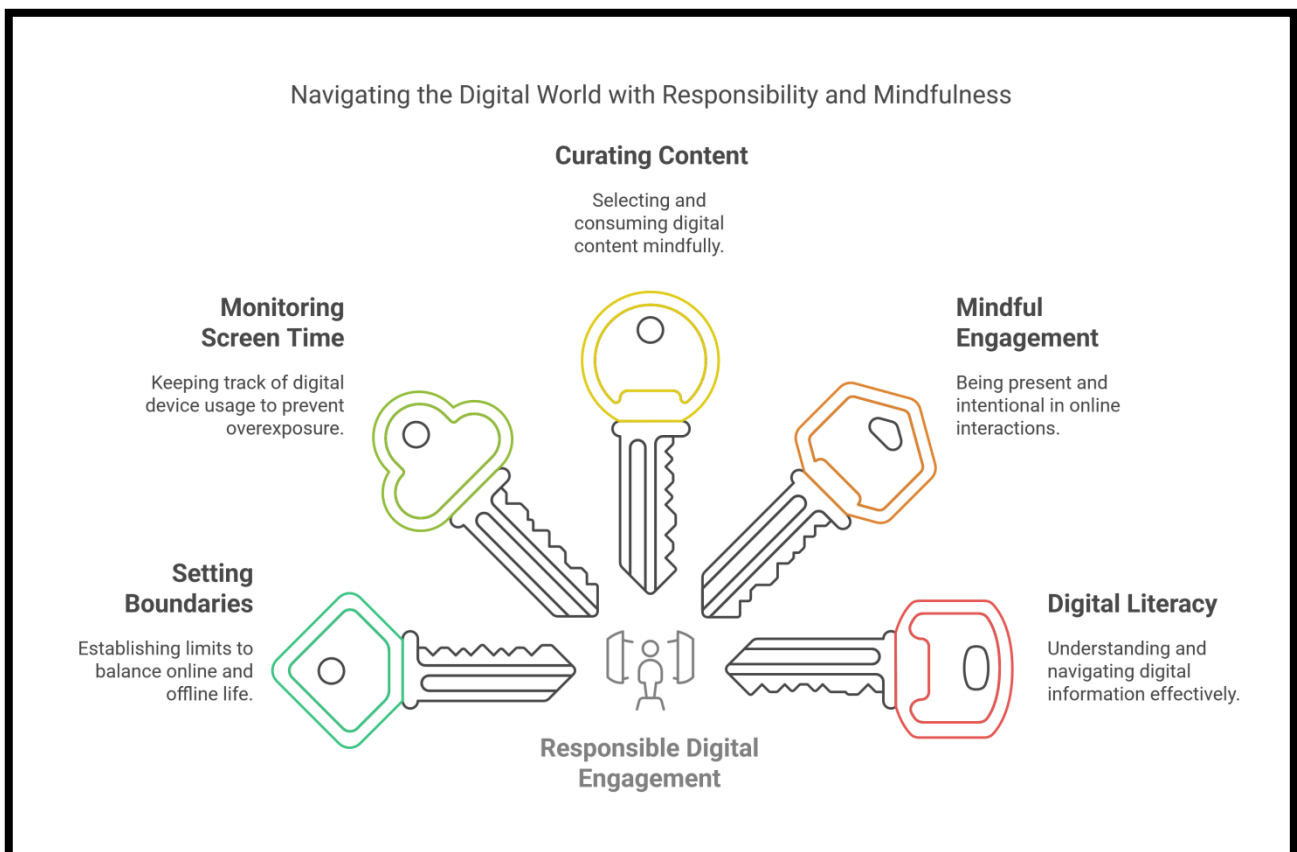 Navigating the Digital World with Responsibility and Mindfulness
Curating Content
Selecting and
consuming digital
content mindfully.
Monitoring
Screen Time
Keeping track of digital
device usage to prevent
overexposure.
Mindful
Engagement
Being present and
intentional in online
interactions.
Setting
Boundaries
Establishing limits to
balance online and
offline life.
Digital Literacy
Understanding and
navigating digital
information effectively.
Responsible Digital
Engagement